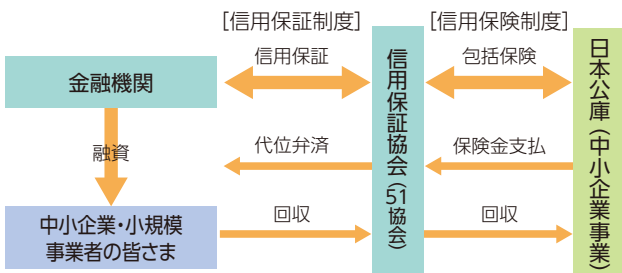 [信用保証制度]
[信用保険制度]
金融機関
信用保証
包括保険
融資
代位弁済
保険金支払
中小企業・小規模
事業者の皆さま
回収
回収
信用保証協会(51協会)
日本公庫(中小企業事業)